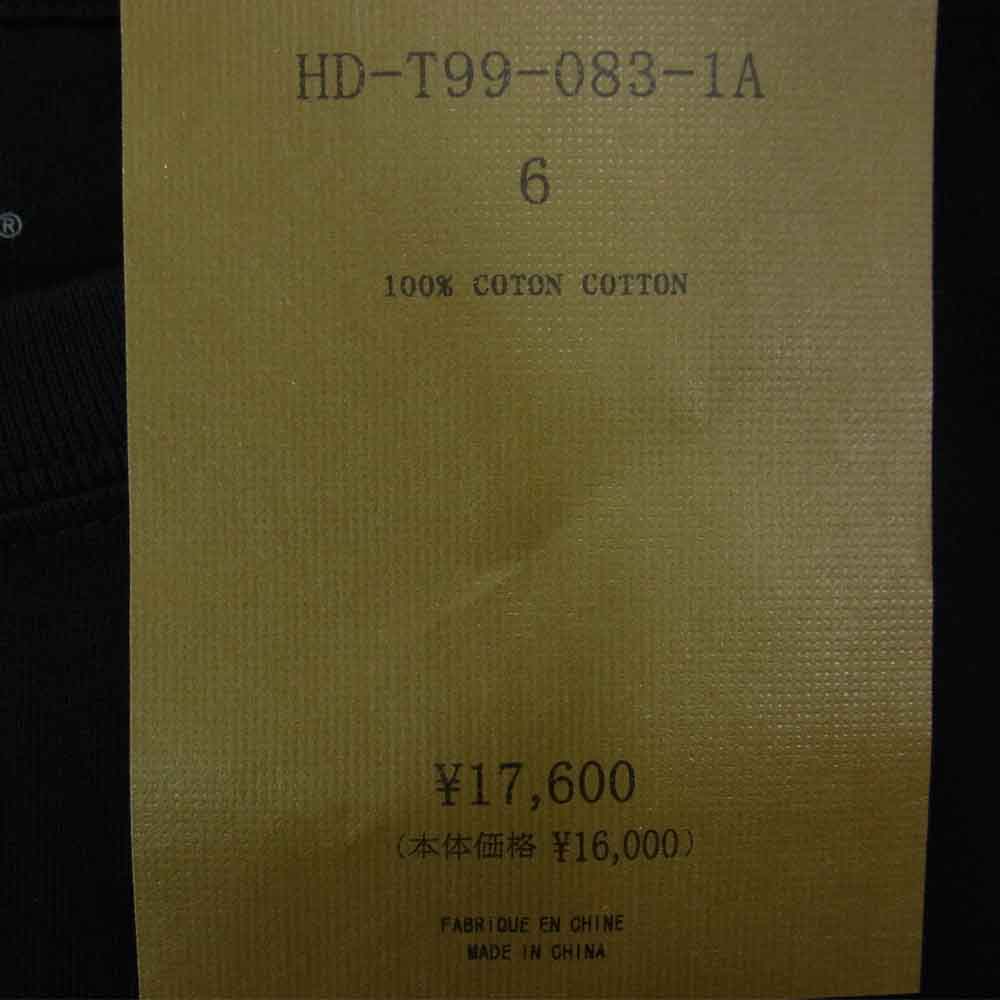 HD-T99-083-1A
6
®
100% COTON COTTON
¥17,600
(本体価格 ¥16,000)
FABRIQUE EN CHINE
MADE IN CHINA